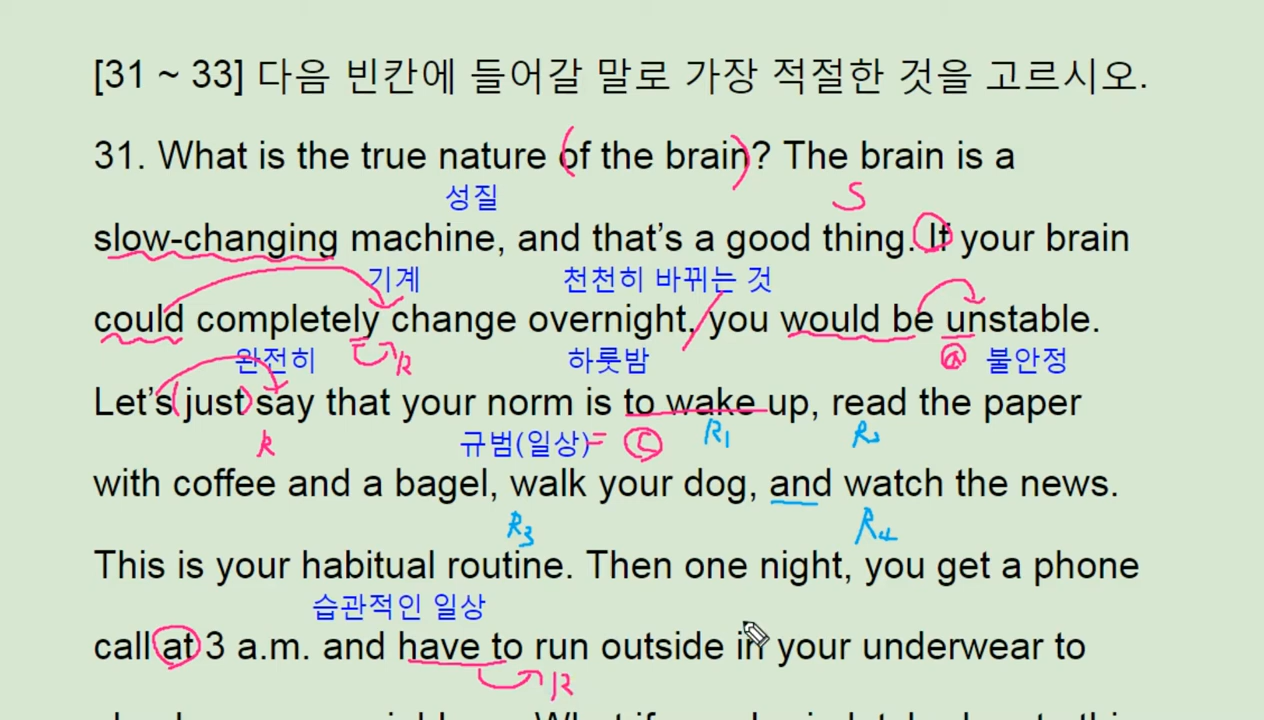 [31 ~ 33] 다음 빈칸에 들어갈 말로 가장 적절한 것을 고르시오.
31. What is the true nature of the brain? The brain is a
성질 S
slow-changing machine, and that's a good thing. If your brain
기계 천천히 바뀌는 것
could completely change overnight, you would be unstable.
완전히 R 하룻밤 ⓐ 불안정
Let's just say that your norm is to wake up, read the paper
R 규범(일상)= Ⓒ R1 R2
with coffee and a bagel, walk your dog, and watch the news.
R3 R4
This is your habitual routine. Then one night, you get a phone
습관적인 일상
call at 3 a.m. and have to run outside in your underwear to
R